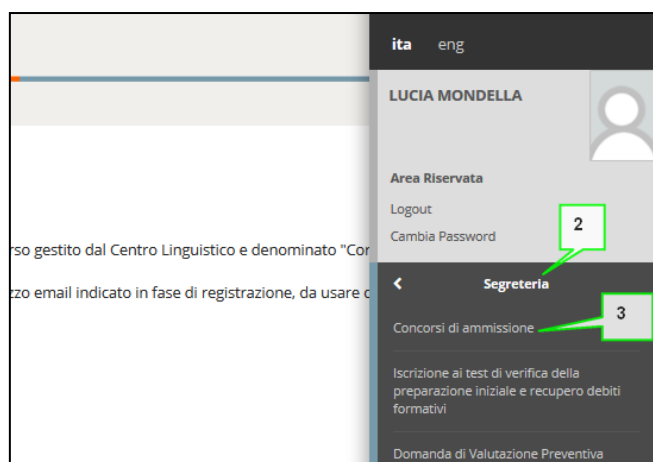 ita eng
LUCIA MONDELLA
Area Riservata
Logout
Cambia Password
2
rso gestito dal Centro Linguistico e denominato "Cor
zzo email indicato in fase di registrazione, da usare
Segreteria
3
Concorsi di ammissione
Iscrizione ai test di verifica della
preparazione iniziale e recupero debiti
formativi
Domanda di Valutazione Preventiva